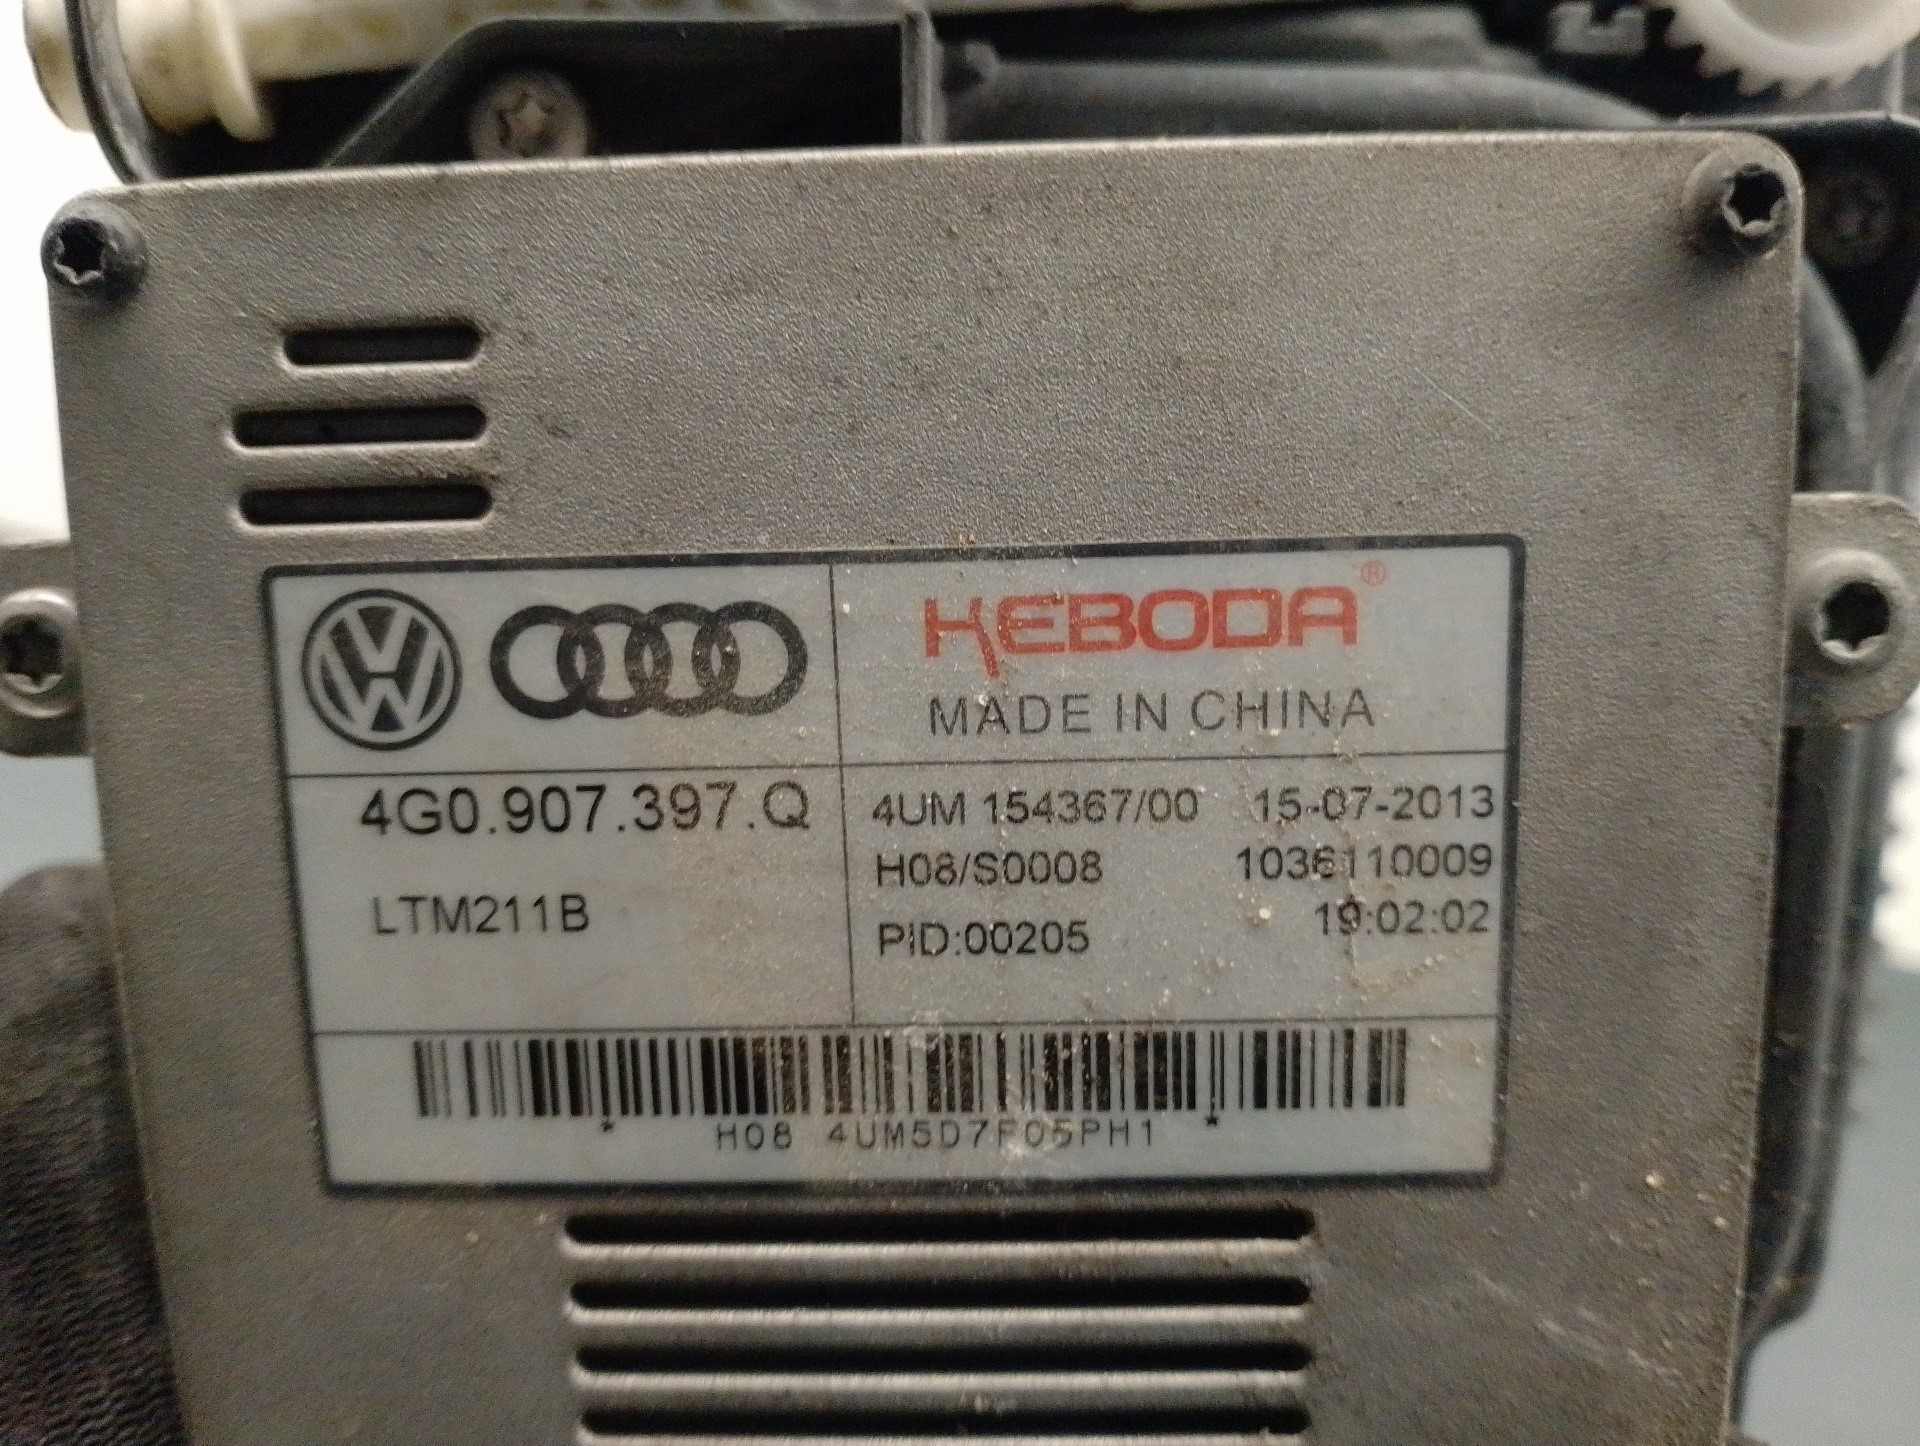 KEBODA®
MADE IN CHINA
4G0.907.397.Q
LTM211B
4UM 154367/00 15-07-2013
H08/S0008 1036110009
PID:00205 19:02:02
* H08 4UM5D7F05PH1 *